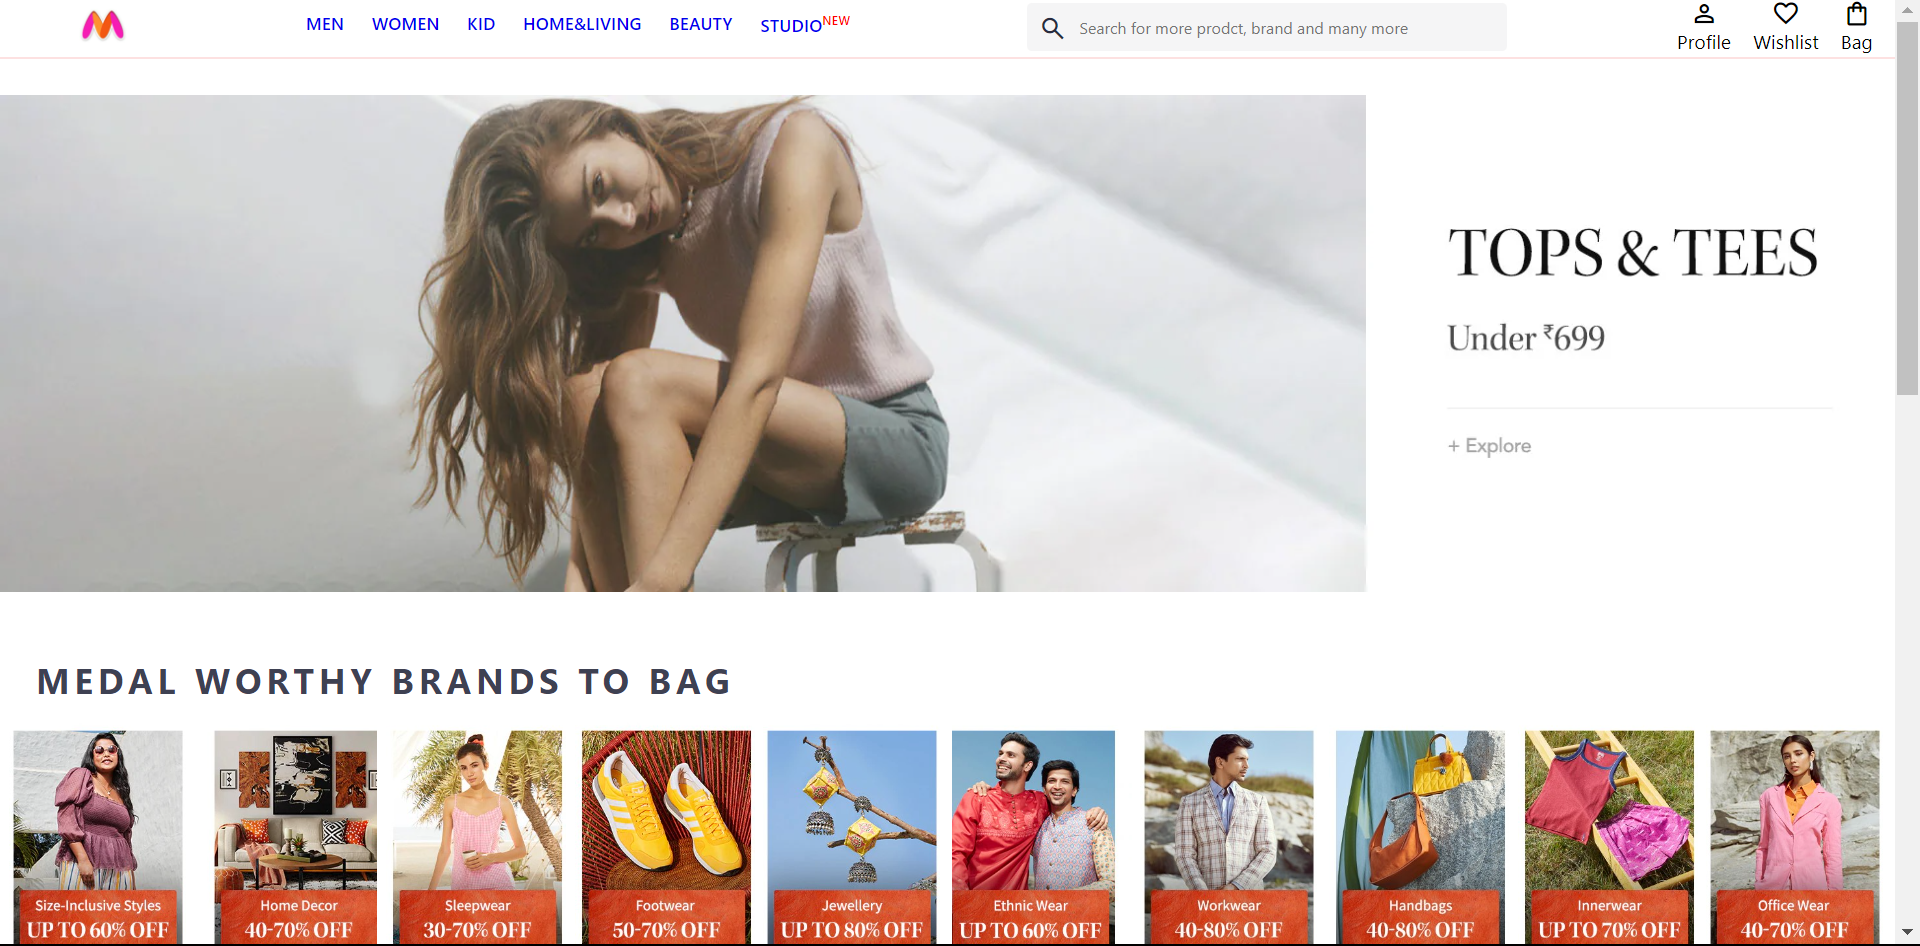 MEN WOMEN KID HOME&LIVING BEAUTY STUDIONEW
Search for more prodct, brand and many more
Profile Wishlist Bag
TOPS & TEES
Under ₹699
+ Explore
MEDAL WORTHY BRANDS TO BAG
Size-Inclusive Styles
UP TO 60% OFF
Home Decor
40-70% OFF
Sleepwear
30-70% OFF
Footwear
50-70% OFF
Jewellery
UP TO 80% OFF
Ethnic Wear
UP TO 60% OFF
Workwear
40-80% OFF
Handbags
40-80% OFF
Innerwear
UP TO 70% OFF
Office Wear
40-70% OFF